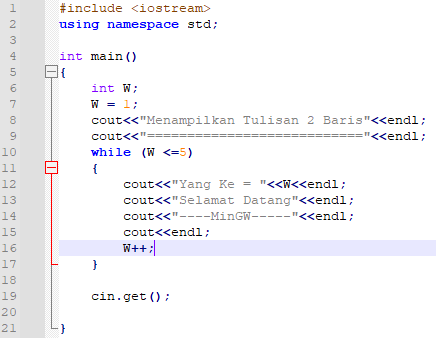 1 #include <iostream>
2 using namespace std;
3
4 int main()
5 {
6 int W;
7 W = 1;
8 cout<<"Menampilkan Tulisan 2 Baris"<<endl;
9 cout<<"==========================="<<endl;
10 while (W <=5)
11 {
12 cout<<"Yang Ke = "<<W<<endl;
13 cout<<"Selamat Datang"<<endl;
14 cout<<"----MinGW-----"<<endl;
15 cout<<endl;
16 W++;
17 }
18
19 cin.get();
20
21 }